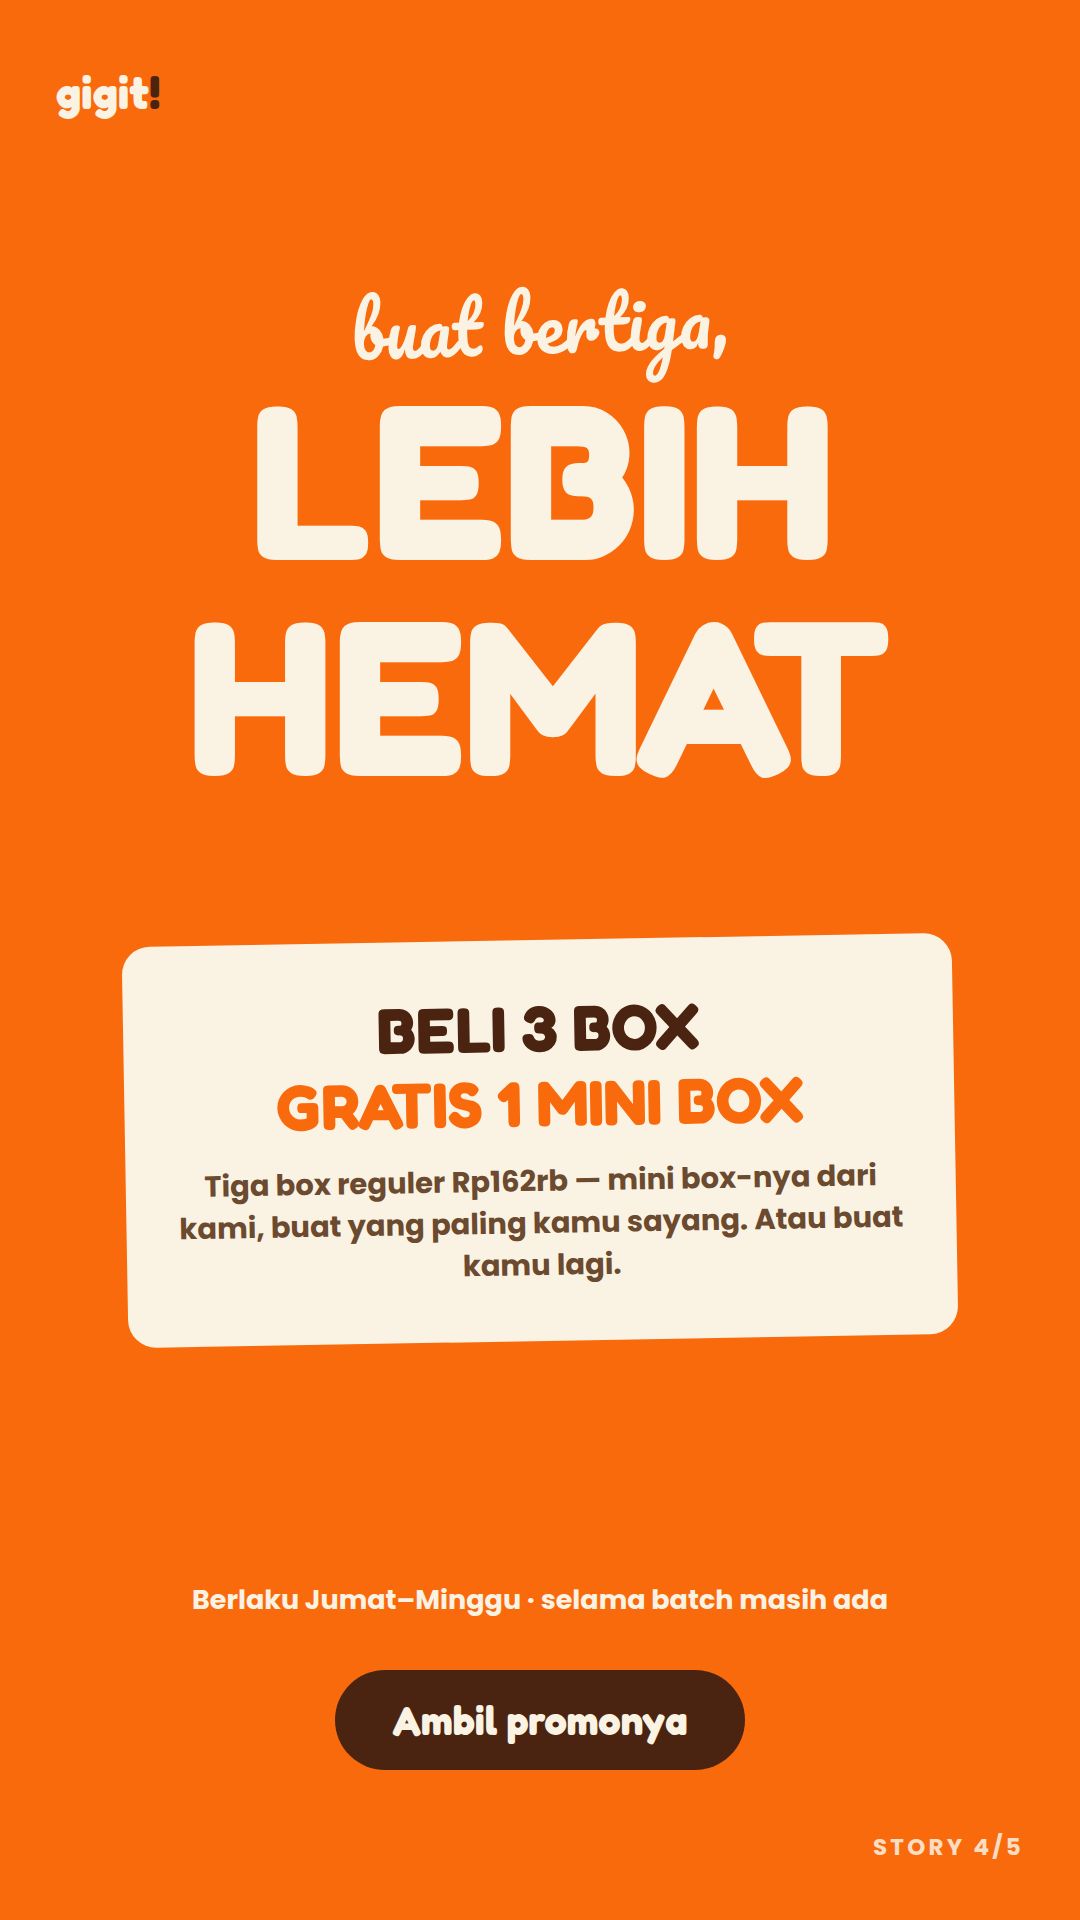 gigit!
buat bertiga,
LEBIH
HEMAT
BELI 3 BOX
GRATIS 1 MINI BOX
Tiga box reguler Rp162rb — mini box-nya dari
kami, buat yang paling kamu sayang. Atau buat
kamu lagi.
Berlaku Jumat–Minggu · selama batch masih ada
Ambil promonya
STORY 4/5